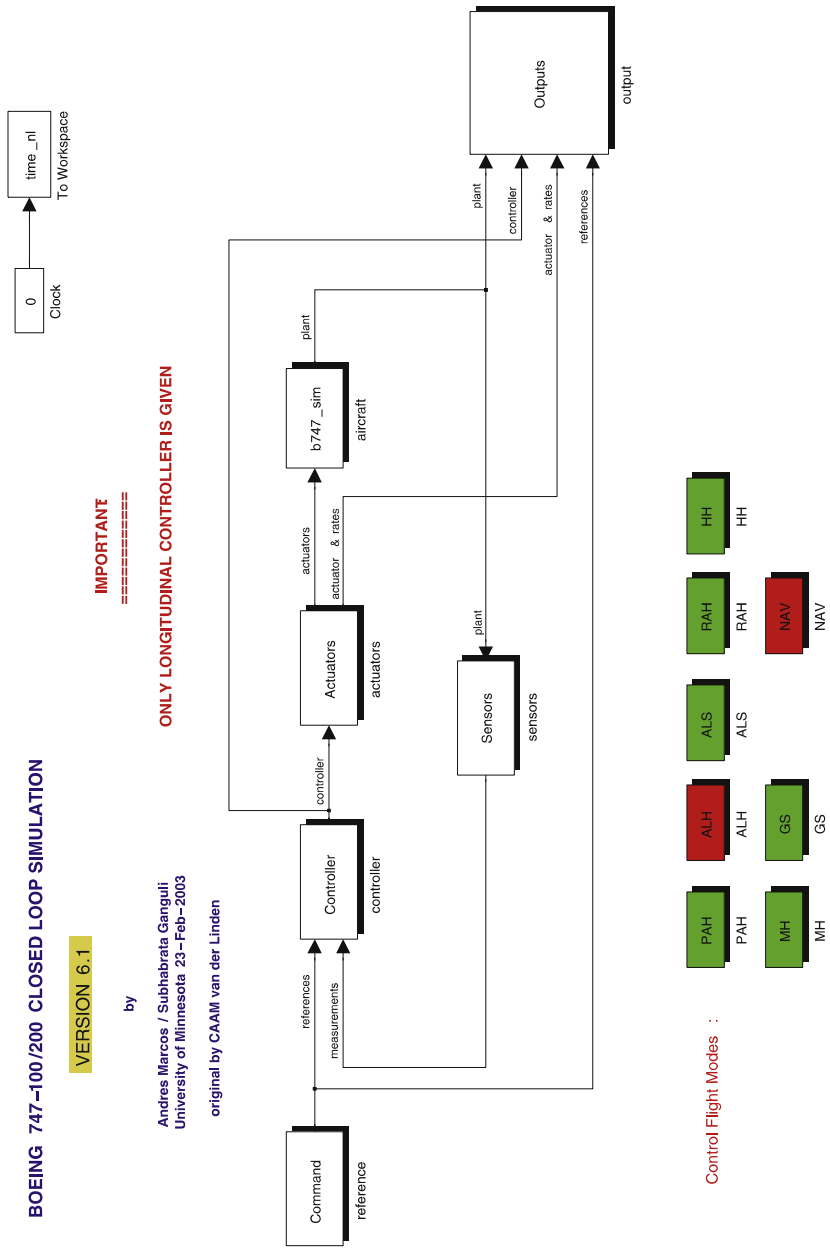 BOEING 747-100/200 CLOSED LOOP SIMULATION
VERSION 6.1
by
Andres Marcos / Subhabrata Ganguli
University of Minnesota 23-Feb-2003
original by CAAM van der Linden
IMPORTANT:
===========
ONLY LONGITUDINAL CONTROLLER IS GIVEN
0
Clock
time_nl
To Workspace
Command
reference
references
measurements
Controller
controller
controller
Actuators
actuators
actuators
actuator & rates
b747_sim
aircraft
plant
Sensors
sensors
plant
plant
controller
actuator & rates
references
Outputs
output
Control Flight Modes :
PAH
PAH
ALH
ALH
ALS
ALS
RAH
RAH
HH
HH
MH
MH
GS
GS
NAV
NAV